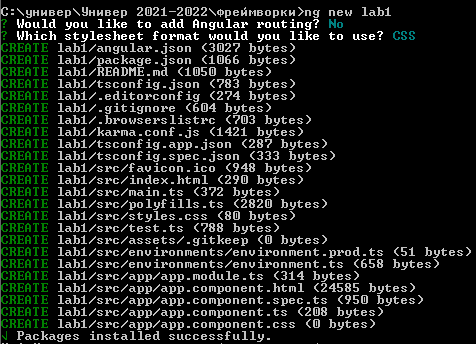 C:\универ\Универ 2021-2022\фреймворки>ng new lab1
? Would you like to add Angular routing? No
? Which stylesheet format would you like to use? CSS
CREATE lab1/angular.json (3027 bytes)
CREATE lab1/package.json (1066 bytes)
CREATE lab1/README.md (1050 bytes)
CREATE lab1/tsconfig.json (783 bytes)
CREATE lab1/.editorconfig (274 bytes)
CREATE lab1/.gitignore (604 bytes)
CREATE lab1/.browserslistrc (703 bytes)
CREATE lab1/karma.conf.js (1421 bytes)
CREATE lab1/tsconfig.app.json (287 bytes)
CREATE lab1/tsconfig.spec.json (333 bytes)
CREATE lab1/src/favicon.ico (948 bytes)
CREATE lab1/src/index.html (290 bytes)
CREATE lab1/src/main.ts (372 bytes)
CREATE lab1/src/polyfills.ts (2820 bytes)
CREATE lab1/src/styles.css (80 bytes)
CREATE lab1/src/test.ts (788 bytes)
CREATE lab1/src/assets/.gitkeep (0 bytes)
CREATE lab1/src/environments/environment.prod.ts (51 bytes)
CREATE lab1/src/environments/environment.ts (658 bytes)
CREATE lab1/src/app/app.module.ts (314 bytes)
CREATE lab1/src/app/app.component.html (24585 bytes)
CREATE lab1/src/app/app.component.spec.ts (950 bytes)
CREATE lab1/src/app/app.component.ts (208 bytes)
CREATE lab1/src/app/app.component.css (0 bytes)
√ Packages installed successfully.